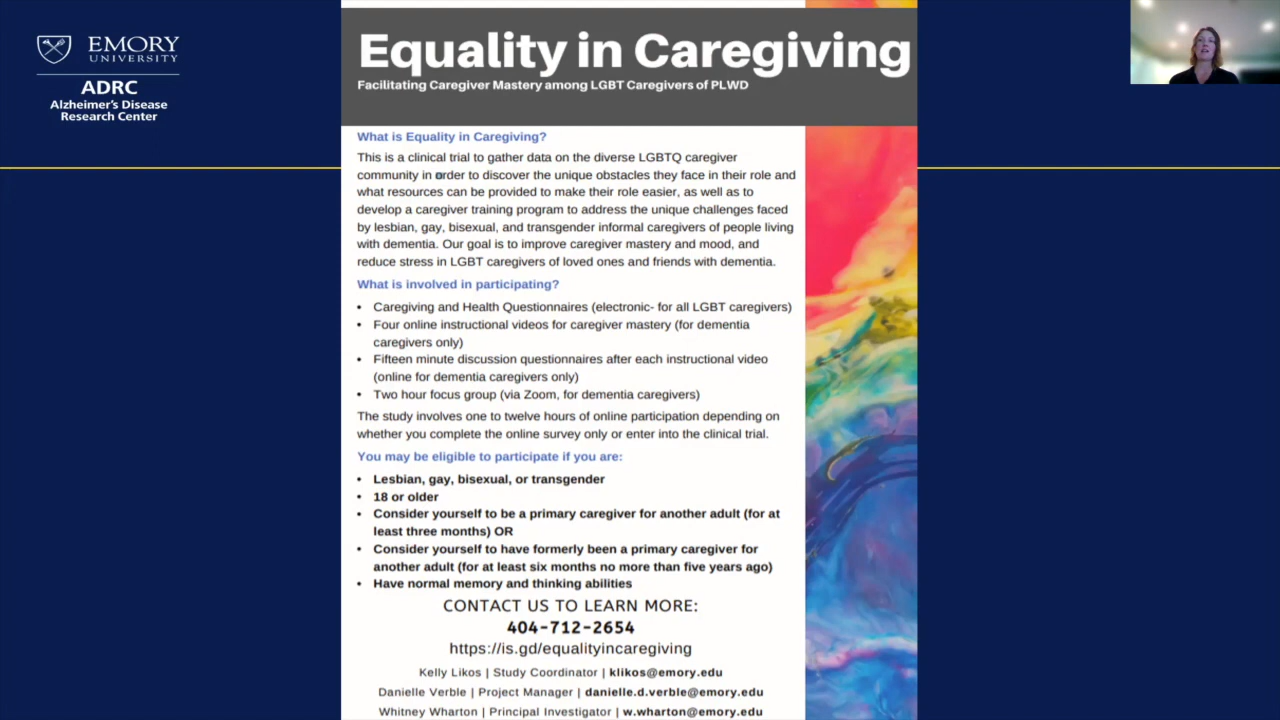 EMORY
UNIVERSITY
ADRC
Alzheimer's Disease
Research Center
Equality in Caregiving
Facilitating Caregiver Mastery among LGBT Caregivers of PLWD
What is Equality in Caregiving?
This is a clinical trial to gather data on the diverse LGBTQ caregiver
community in order to discover the unique obstacles they face in their role and
what resources can be provided to make their role easier, as well as to
develop a caregiver training program to address the unique challenges faced
by lesbian, gay, bisexual, and transgender informal caregivers of people living
with dementia. Our goal is to improve caregiver mastery and mood, and
reduce stress in LGBT caregivers of loved ones and friends with dementia.
What is involved in participating?
• Caregiving and Health Questionnaires (electronic- for all LGBT caregivers)
• Four online instructional videos for caregiver mastery (for dementia
caregivers only)
• Fifteen minute discussion questionnaires after each instructional video
(online for dementia caregivers only)
• Two hour focus group (via Zoom, for dementia caregivers)
The study involves one to twelve hours of online participation depending on
whether you complete the online survey only or enter into the clinical trial.
You may be eligible to participate if you are:
• Lesbian, gay, bisexual, or transgender
• 18 or older
• Consider yourself to be a primary caregiver for another adult (for at
least three months) OR
• Consider yourself to have formerly been a primary caregiver for
another adult (for at least six months no more than five years ago)
• Have normal memory and thinking abilities
CONTACT US TO LEARN MORE:
404-712-2654
https://is.gd/equalityincaregiving
Kelly Likos | Study Coordinator | klikos@emory.edu
Danielle Verble | Project Manager | danielle.d.verble@emory.edu
Whitney Wharton | Principal Investigator | w.wharton@emory.edu